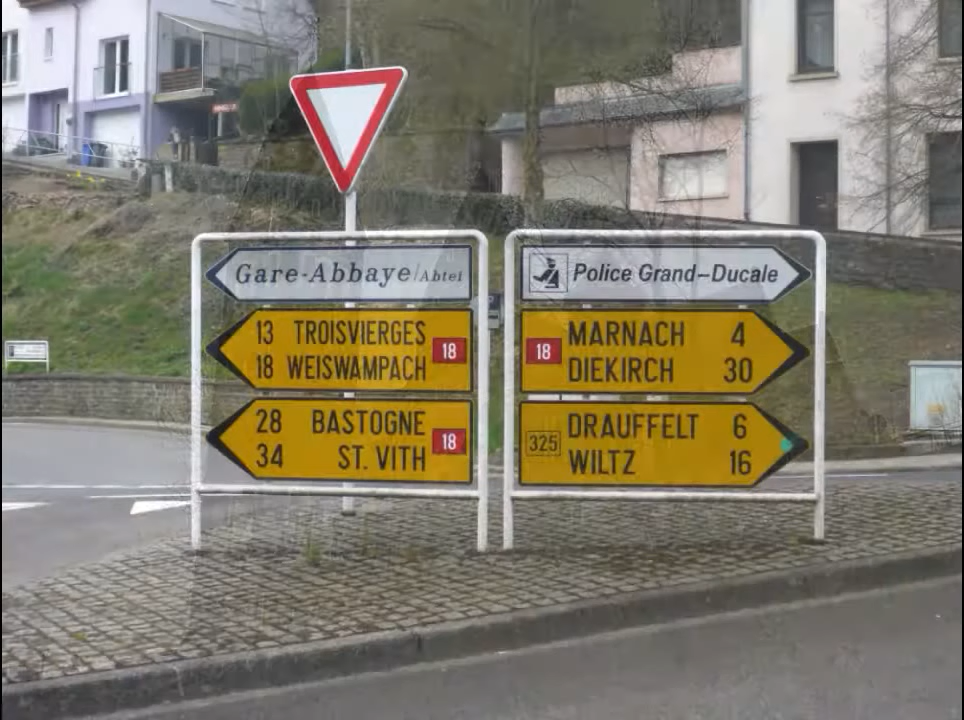 Gare-Abbaye/Abtei
13 TROISVIERGES
18 WEISWAMPACH
18
28 BASTOGNE
34 ST. VITH
18
Police Grand-Ducale
18
MARNACH 4
DIEKIRCH 30
325
DRAUFFELT 6
WILTZ 16